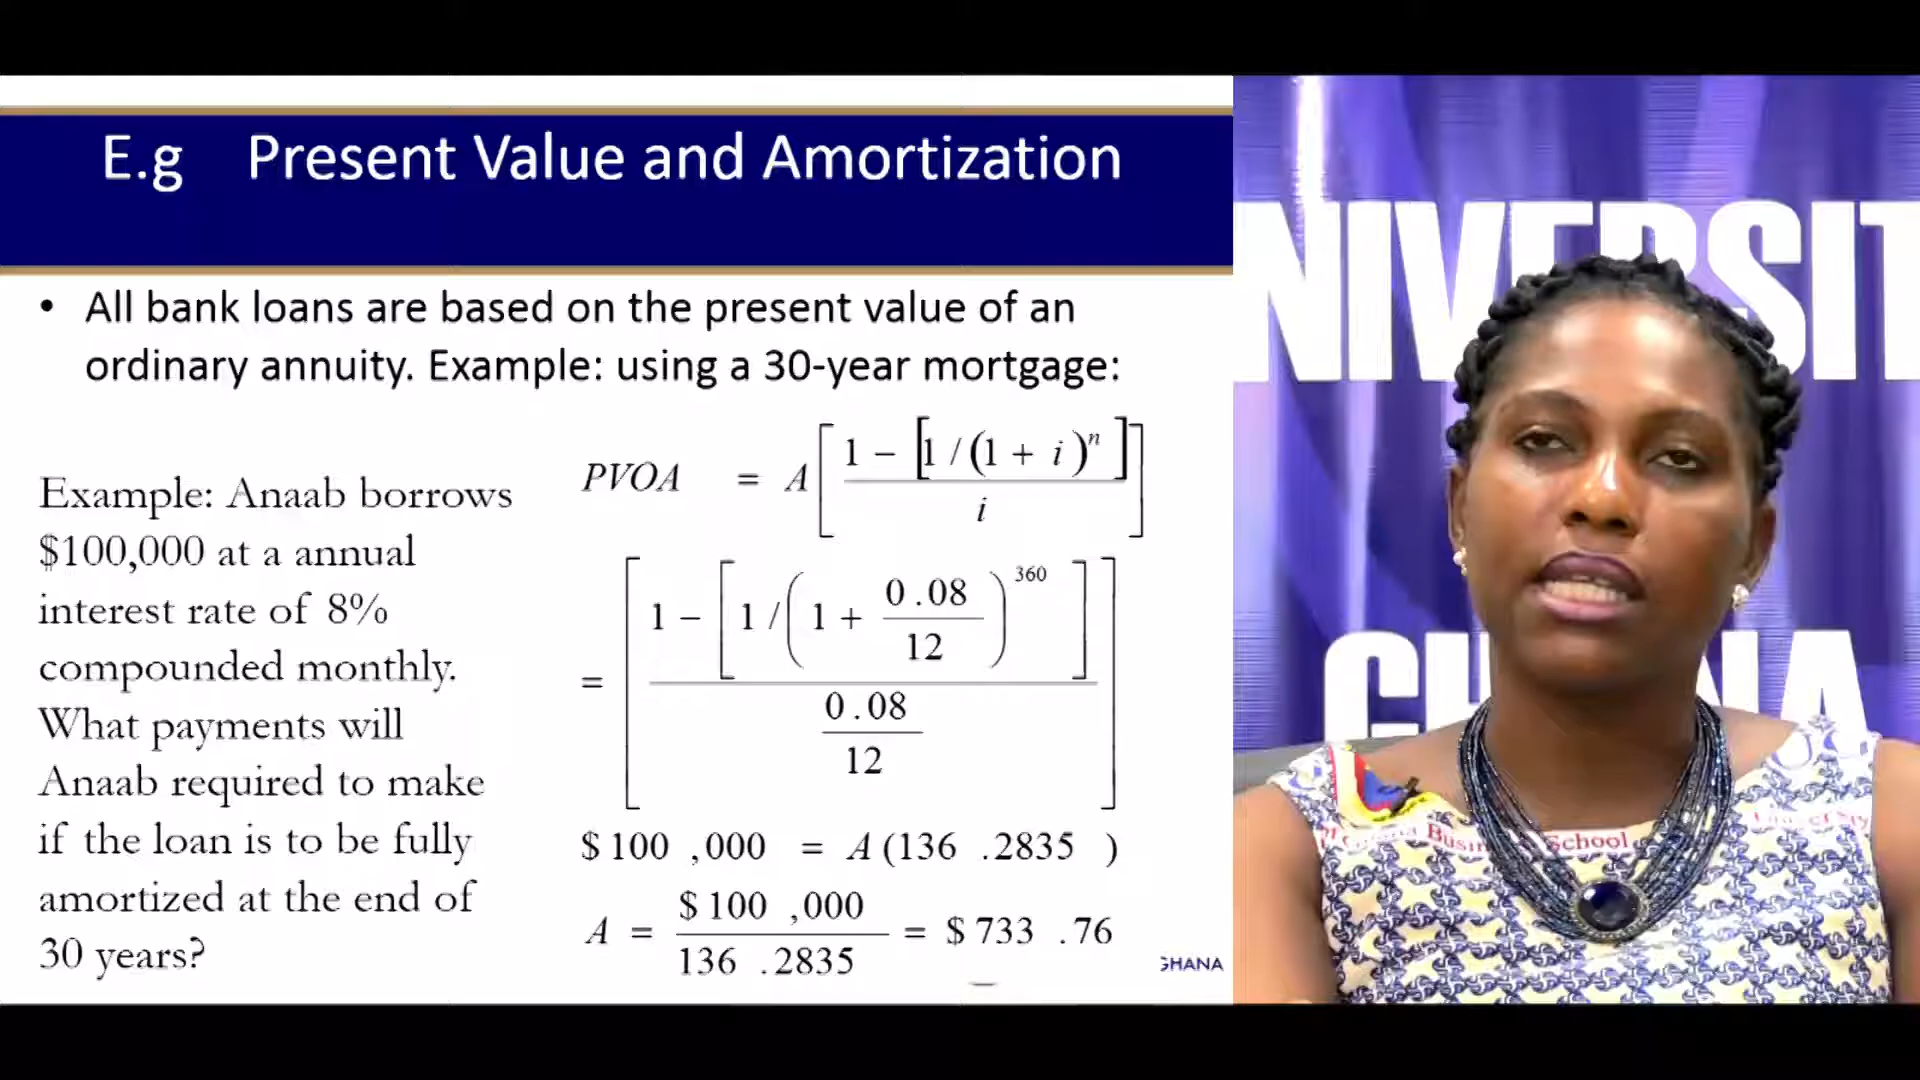 E.g Present Value and Amortization
• All bank loans are based on the present value of an
ordinary annuity. Example: using a 30-year mortgage:
Example: Anaab borrows
$100,000 at a annual
interest rate of 8%
compounded monthly.
What payments will
Anaab required to make
if the loan is to be fully
amortized at the end of
30 years?
PVOA = A [ 1 − [1 / (1 + i)ⁿ ] ]
i
= [ 1 − [ 1 / ( 1 + 0.08 / 12 )³⁶⁰ ] ]
0.08
12
$ 100 ,000 = A (136 .2835 )
A = $ 100 ,000 / 136 .2835 = $ 733 .76
GHANA
NIVERSIT
School